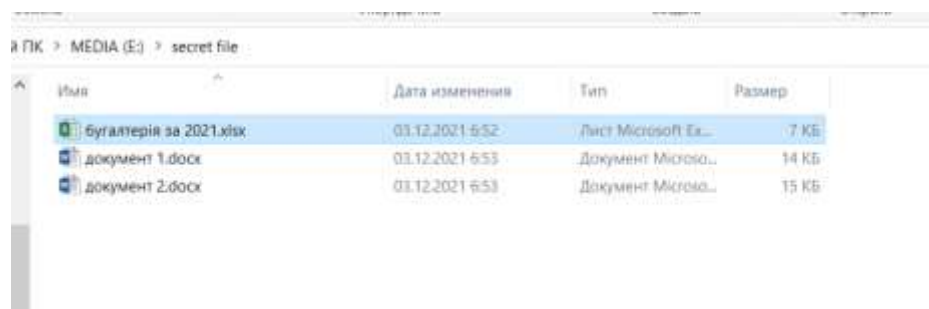 й ПК > MEDIA (E:) > secret file
Имя Дата изменения Тип Размер
бугалтерія за 2021.xlsx 03.12.2021 6:52 Лист Microsoft Ex... 7 КБ
документ 1.docx 03.12.2021 6:53 Документ Microso... 14 КБ
документ 2.docx 03.12.2021 6:53 Документ Microso... 15 КБ